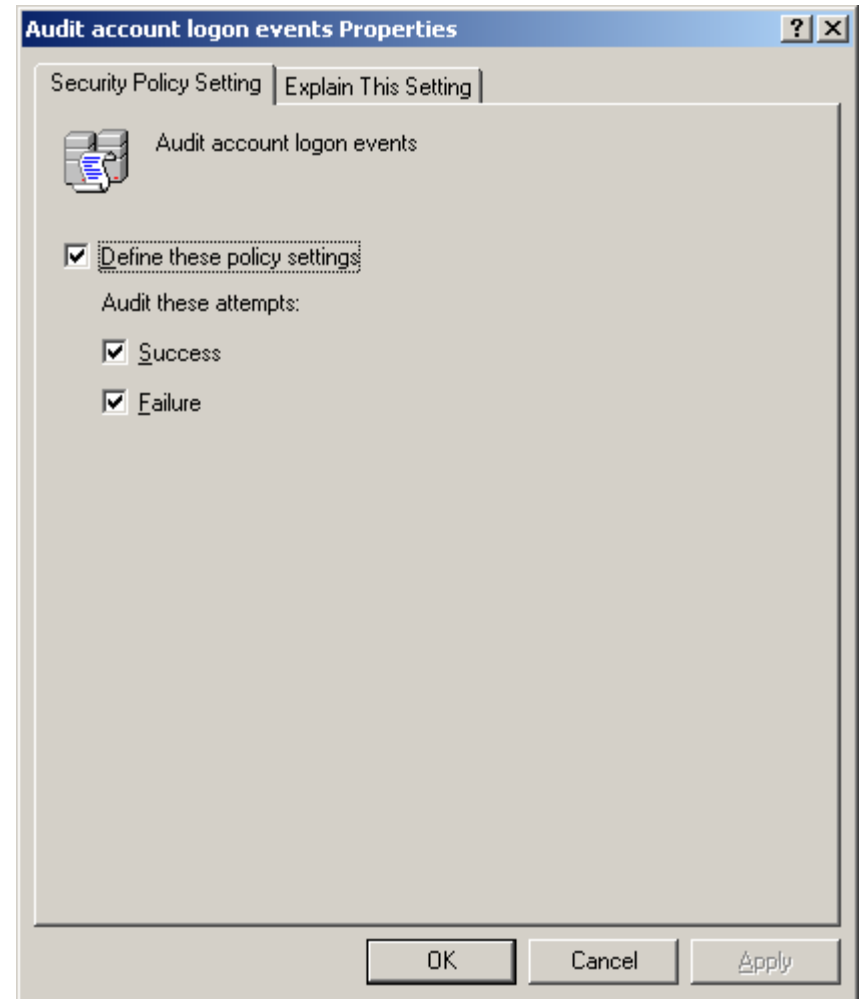 Audit account logon events Properties
Security Policy Setting
Explain This Setting
Audit account logon events
Define these policy settings
Audit these attempts:
Success
Failure
OK
Cancel
Apply